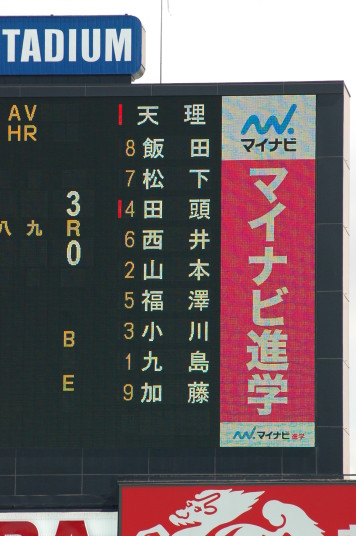 TADIUM
AV
HR
八 九
3
R
0
B
E
天 理
8 飯 田
7 松 下
4 田 頭
6 西 井
2 山 本
5 福 澤
3 小 川
1 九 島
9 加 藤
マイナビ
マイナビ進学
マイナビ 進学